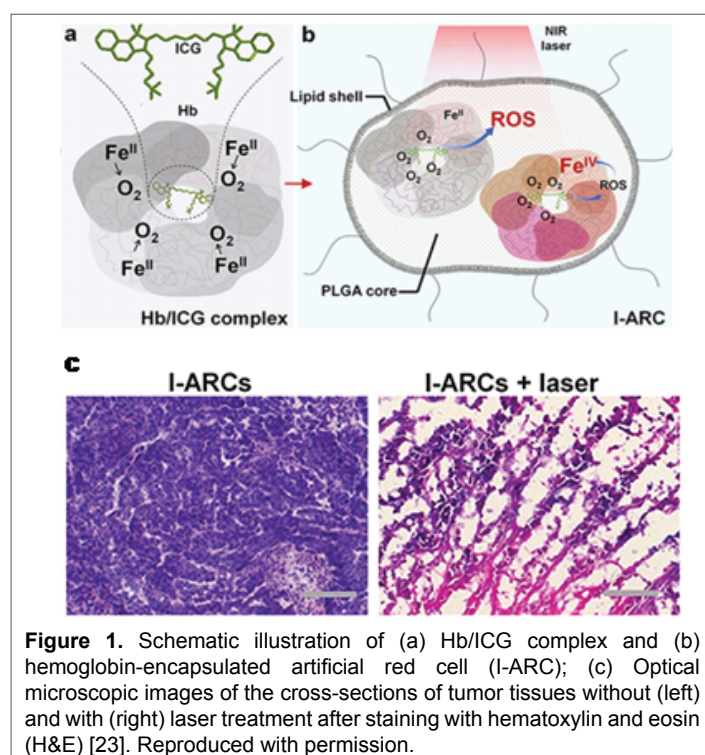 a
ICG
Hb
Fe^II
Fe^II
O2
O2
O2
O2
Fe^II
Fe^II
Hb/ICG complex
b
NIR
laser
Lipid shell
Fe^II
ROS
O2
O2
O2
O2
Fe^IV
O2
O2
ROS
O2
O2
PLGA core
I-ARC
c
I-ARCs
I-ARCs + laser
Figure 1. Schematic illustration of (a) Hb/ICG complex and (b)
hemoglobin-encapsulated artificial red cell (I-ARC); (c) Optical
microscopic images of the cross-sections of tumor tissues without (left)
and with (right) laser treatment after staining with hematoxylin and eosin
(H&E) [23]. Reproduced with permission.